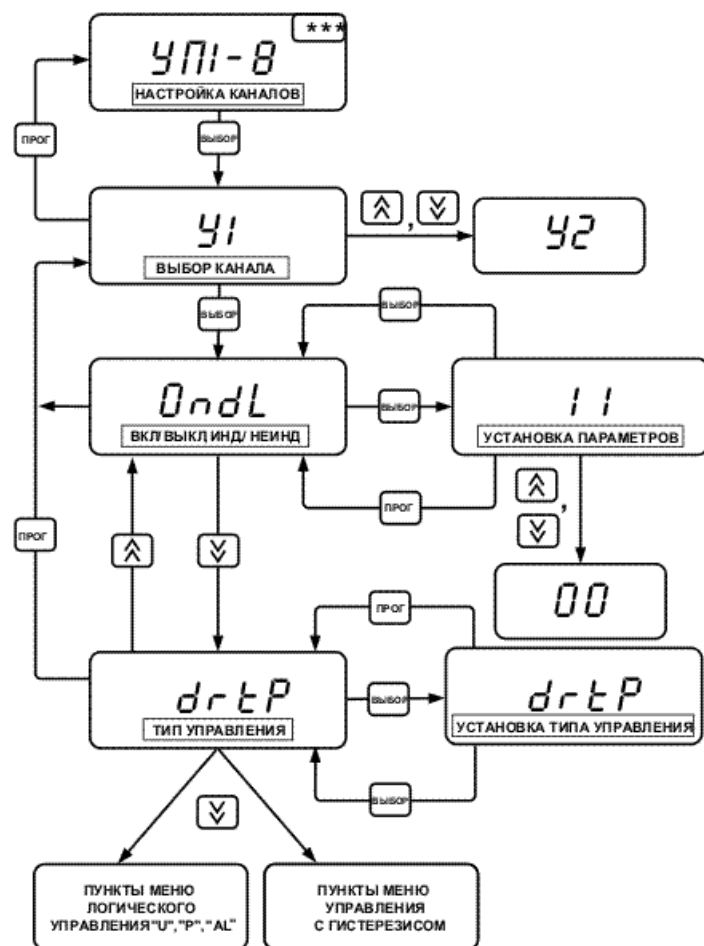 ***
УПI-8
НАСТРОЙКА КАНАЛОВ
ПРОГ
ВЫБОР
У1
ВЫБОР КАНАЛА
У2
ВЫБОР
ВЫБОР
OndL
ВКЛ/ВЫКЛ,ИНД/НЕИНД
ВЫБОР
11
УСТАНОВКА ПАРАМЕТРОВ
ПРОГ
,
ПРОГ
00
ПРОГ
drtP
ТИП УПРАВЛЕНИЯ
ВЫБОР
drtP
УСТАНОВКА ТИПА УПРАВЛЕНИЯ
ВЫБОР
ПУНКТЫ МЕНЮ
ЛОГИЧЕСКОГО
УПРАВЛЕНИЯ"U","P","AL"
ПУНКТЫ МЕНЮ
УПРАВЛЕНИЯ
С ГИСТЕРЕЗИСОМ